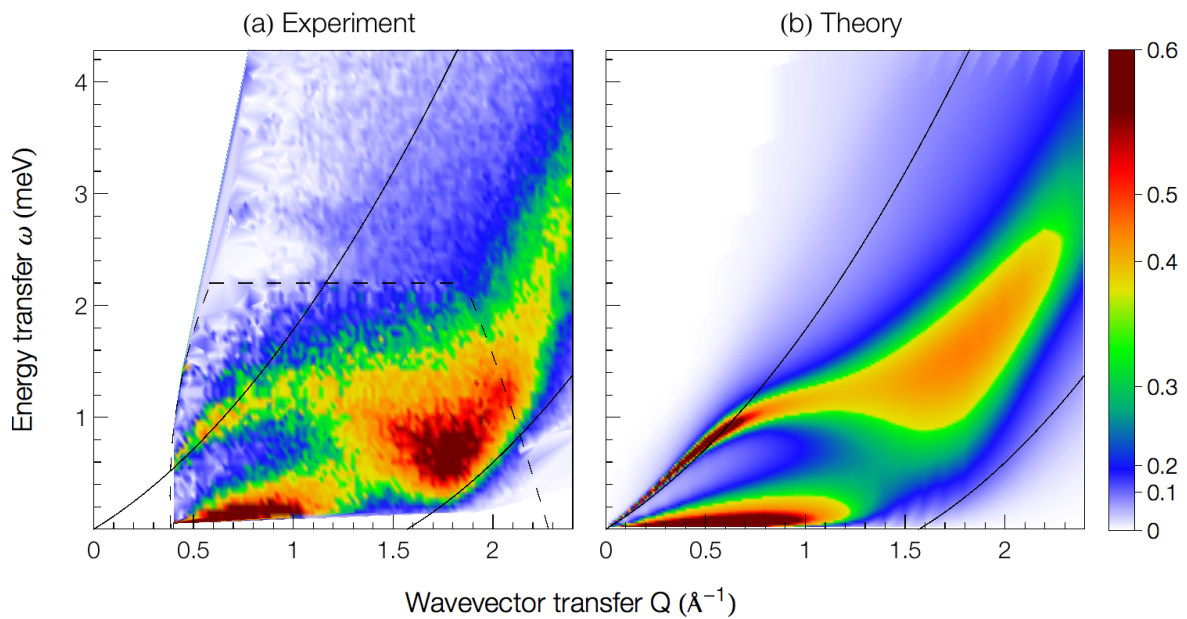 (a) Experiment
(b) Theory
Energy transfer ω (meV)
4
3
2
1
0
0 0.5 1 1.5 2
0 0.5 1 1.5 2
0.6
0.5
0.4
0.3
0.2
0.1
0
Wavevector transfer Q (Å⁻¹)